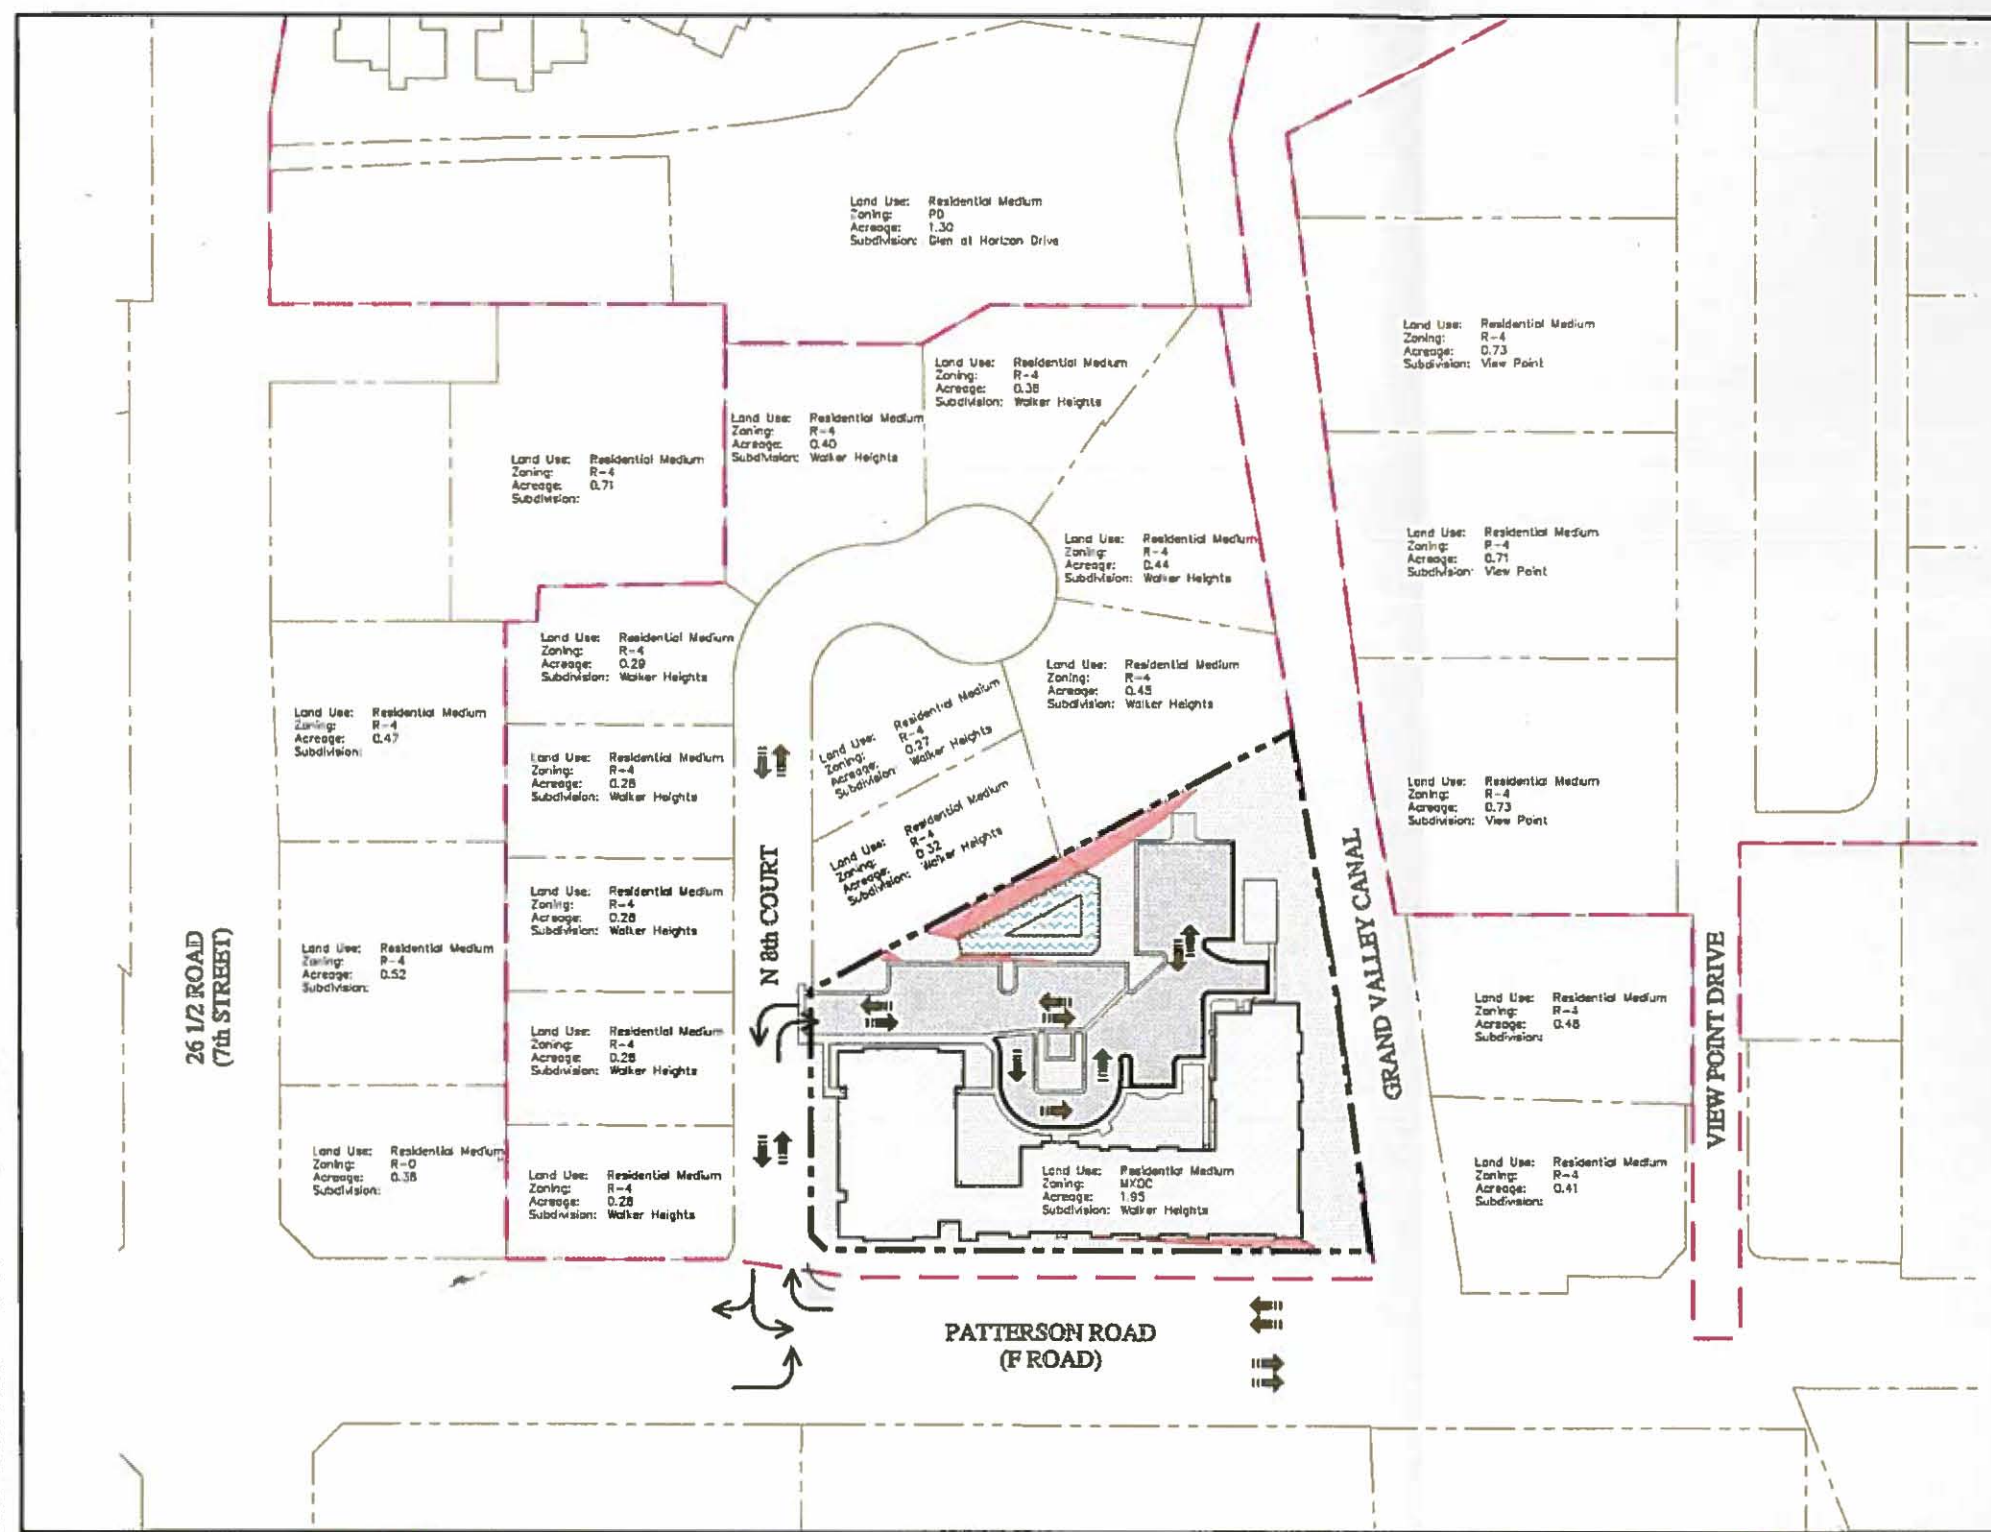 Land Use: Residential Medium
Zoning: PD
Acreage: 1.30
Subdivision: Glen at Horizon Drive
Land Use: Residential Medium
Zoning: R-4
Acreage: 0.73
Subdivision: View Point
Land Use: Residential Medium
Zoning: R-4
Acreage: 0.38
Subdivision: Walker Heights
Land Use: Residential Medium
Zoning: R-4
Acreage: 0.40
Subdivision: Walker Heights
Land Use: Residential Medium
Zoning: R-4
Acreage: 0.71
Subdivision:
Land Use: Residential Medium
Zoning: R-4
Acreage: 0.71
Subdivision: View Point
Land Use: Residential Medium
Zoning: R-4
Acreage: 0.44
Subdivision: Walker Heights
Land Use: Residential Medium
Zoning: R-4
Acreage: 0.29
Subdivision: Walker Heights
Land Use: Residential Medium
Zoning: R-4
Acreage: 0.45
Subdivision: Walker Heights
Land Use: Residential Medium
Zoning: R-4
Acreage: 0.47
Subdivision:
Land Use: Residential Medium
Zoning: R-4
Acreage: 0.27
Subdivision: Walker Heights
Land Use: Residential Medium
Zoning: R-4
Acreage: 0.28
Subdivision: Walker Heights
Land Use: Residential Medium
Zoning: R-4
Acreage: 0.73
Subdivision: View Point
Land Use: Residential Medium
Zoning: R-4
Acreage: 0.32
Subdivision: Walker Heights
N 8th COURT
Land Use: Residential Medium
Zoning: R-4
Acreage: 0.28
Subdivision: Walker Heights
GRAND VALLEY CANAL
26 1/2 ROAD
(7th STREET)
Land Use: Residential Medium
Zoning: R-4
Acreage: 0.52
Subdivision:
VIEW POINT DRIVE
Land Use: Residential Medium
Zoning: R-4
Acreage: 0.48
Subdivision:
Land Use: Residential Medium
Zoning: R-4
Acreage: 0.28
Subdivision: Walker Heights
Land Use: Residential Medium
Zoning: R-O
Acreage: 0.38
Subdivision:
Land Use: Residential Medium
Zoning: R-4
Acreage: 0.28
Subdivision: Walker Heights
Land Use: Residential Medium
Zoning: MXOC
Acreage: 1.95
Subdivision: Walker Heights
Land Use: Residential Medium
Zoning: R-4
Acreage: 0.41
Subdivision:
PATTERSON ROAD
(F ROAD)